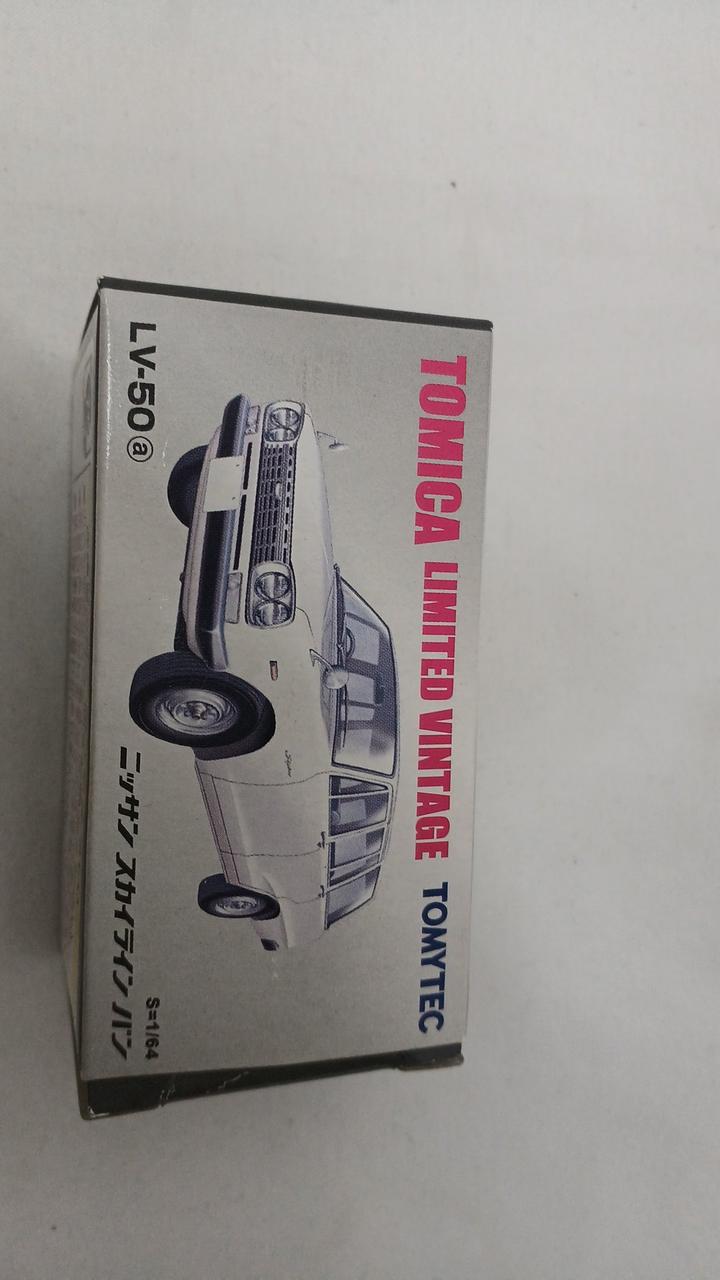 TOMICA LIMITED VINTAGE TOMYTEC
LV-50ⓐ
S=1/64
ニッサン スカイライン バン